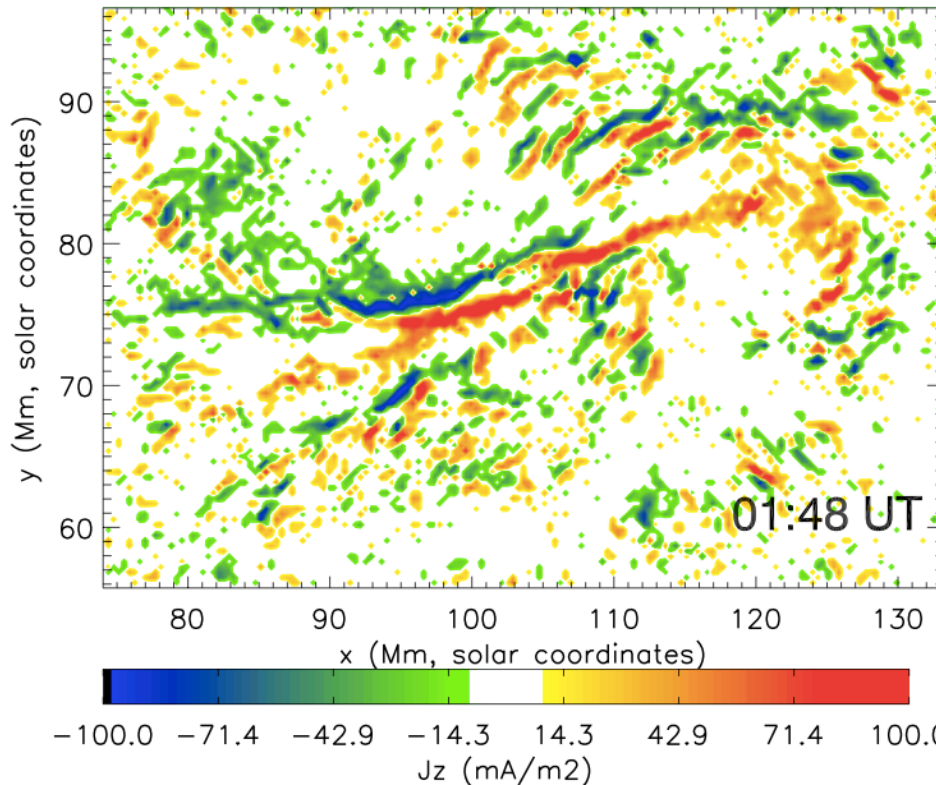 90
80
70
60
y (Mm, solar coordinates)
01:48 UT
80 90 100 110 120 130
x (Mm, solar coordinates)
−100.0 −71.4 −42.9 −14.3 14.3 42.9 71.4 100.0
Jz (mA/m2)